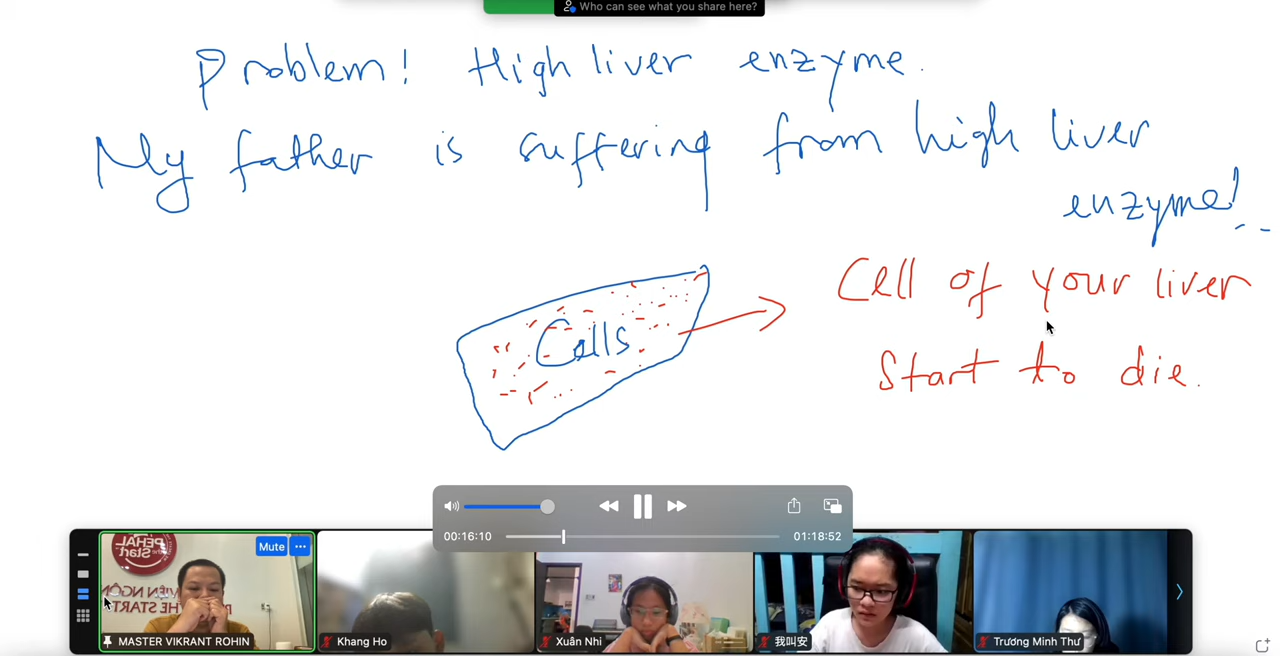 Who can see what you share here?
Problem! High liver enzyme.
My father is suffering from high liver
enzyme!
Cells
Cell of your liver
Start to die.
00:16:10
01:18:52
Mute
MASTER VIKRANT ROHIN
Khang Ho
Xuân Nhi
我叫安
Trương Minh Thư